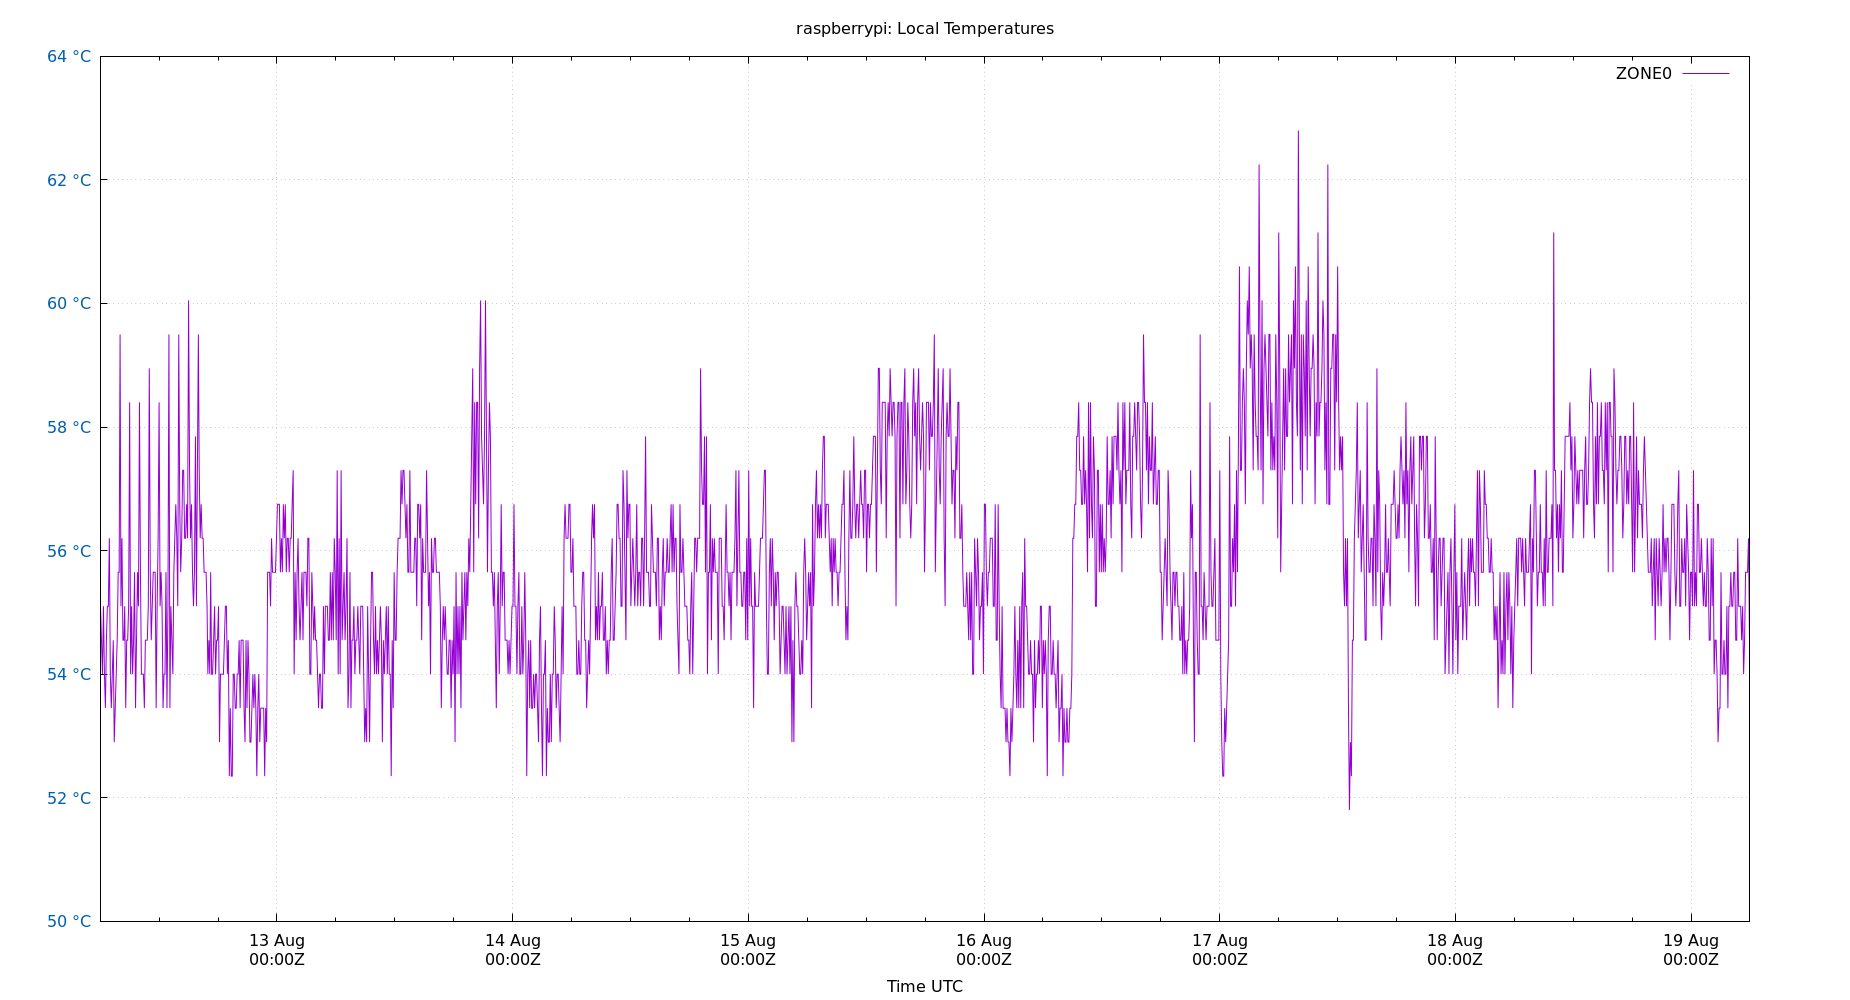 raspberrypi: Local Temperatures
64 °C
ZONE0
62 °C
60 °C
58 °C
56 °C
54 °C
52 °C
50 °C
13 Aug 14 Aug 15 Aug 16 Aug 17 Aug 18 Aug 19 Aug
00:00Z 00:00Z 00:00Z 00:00Z 00:00Z 00:00Z 00:00Z
Time UTC